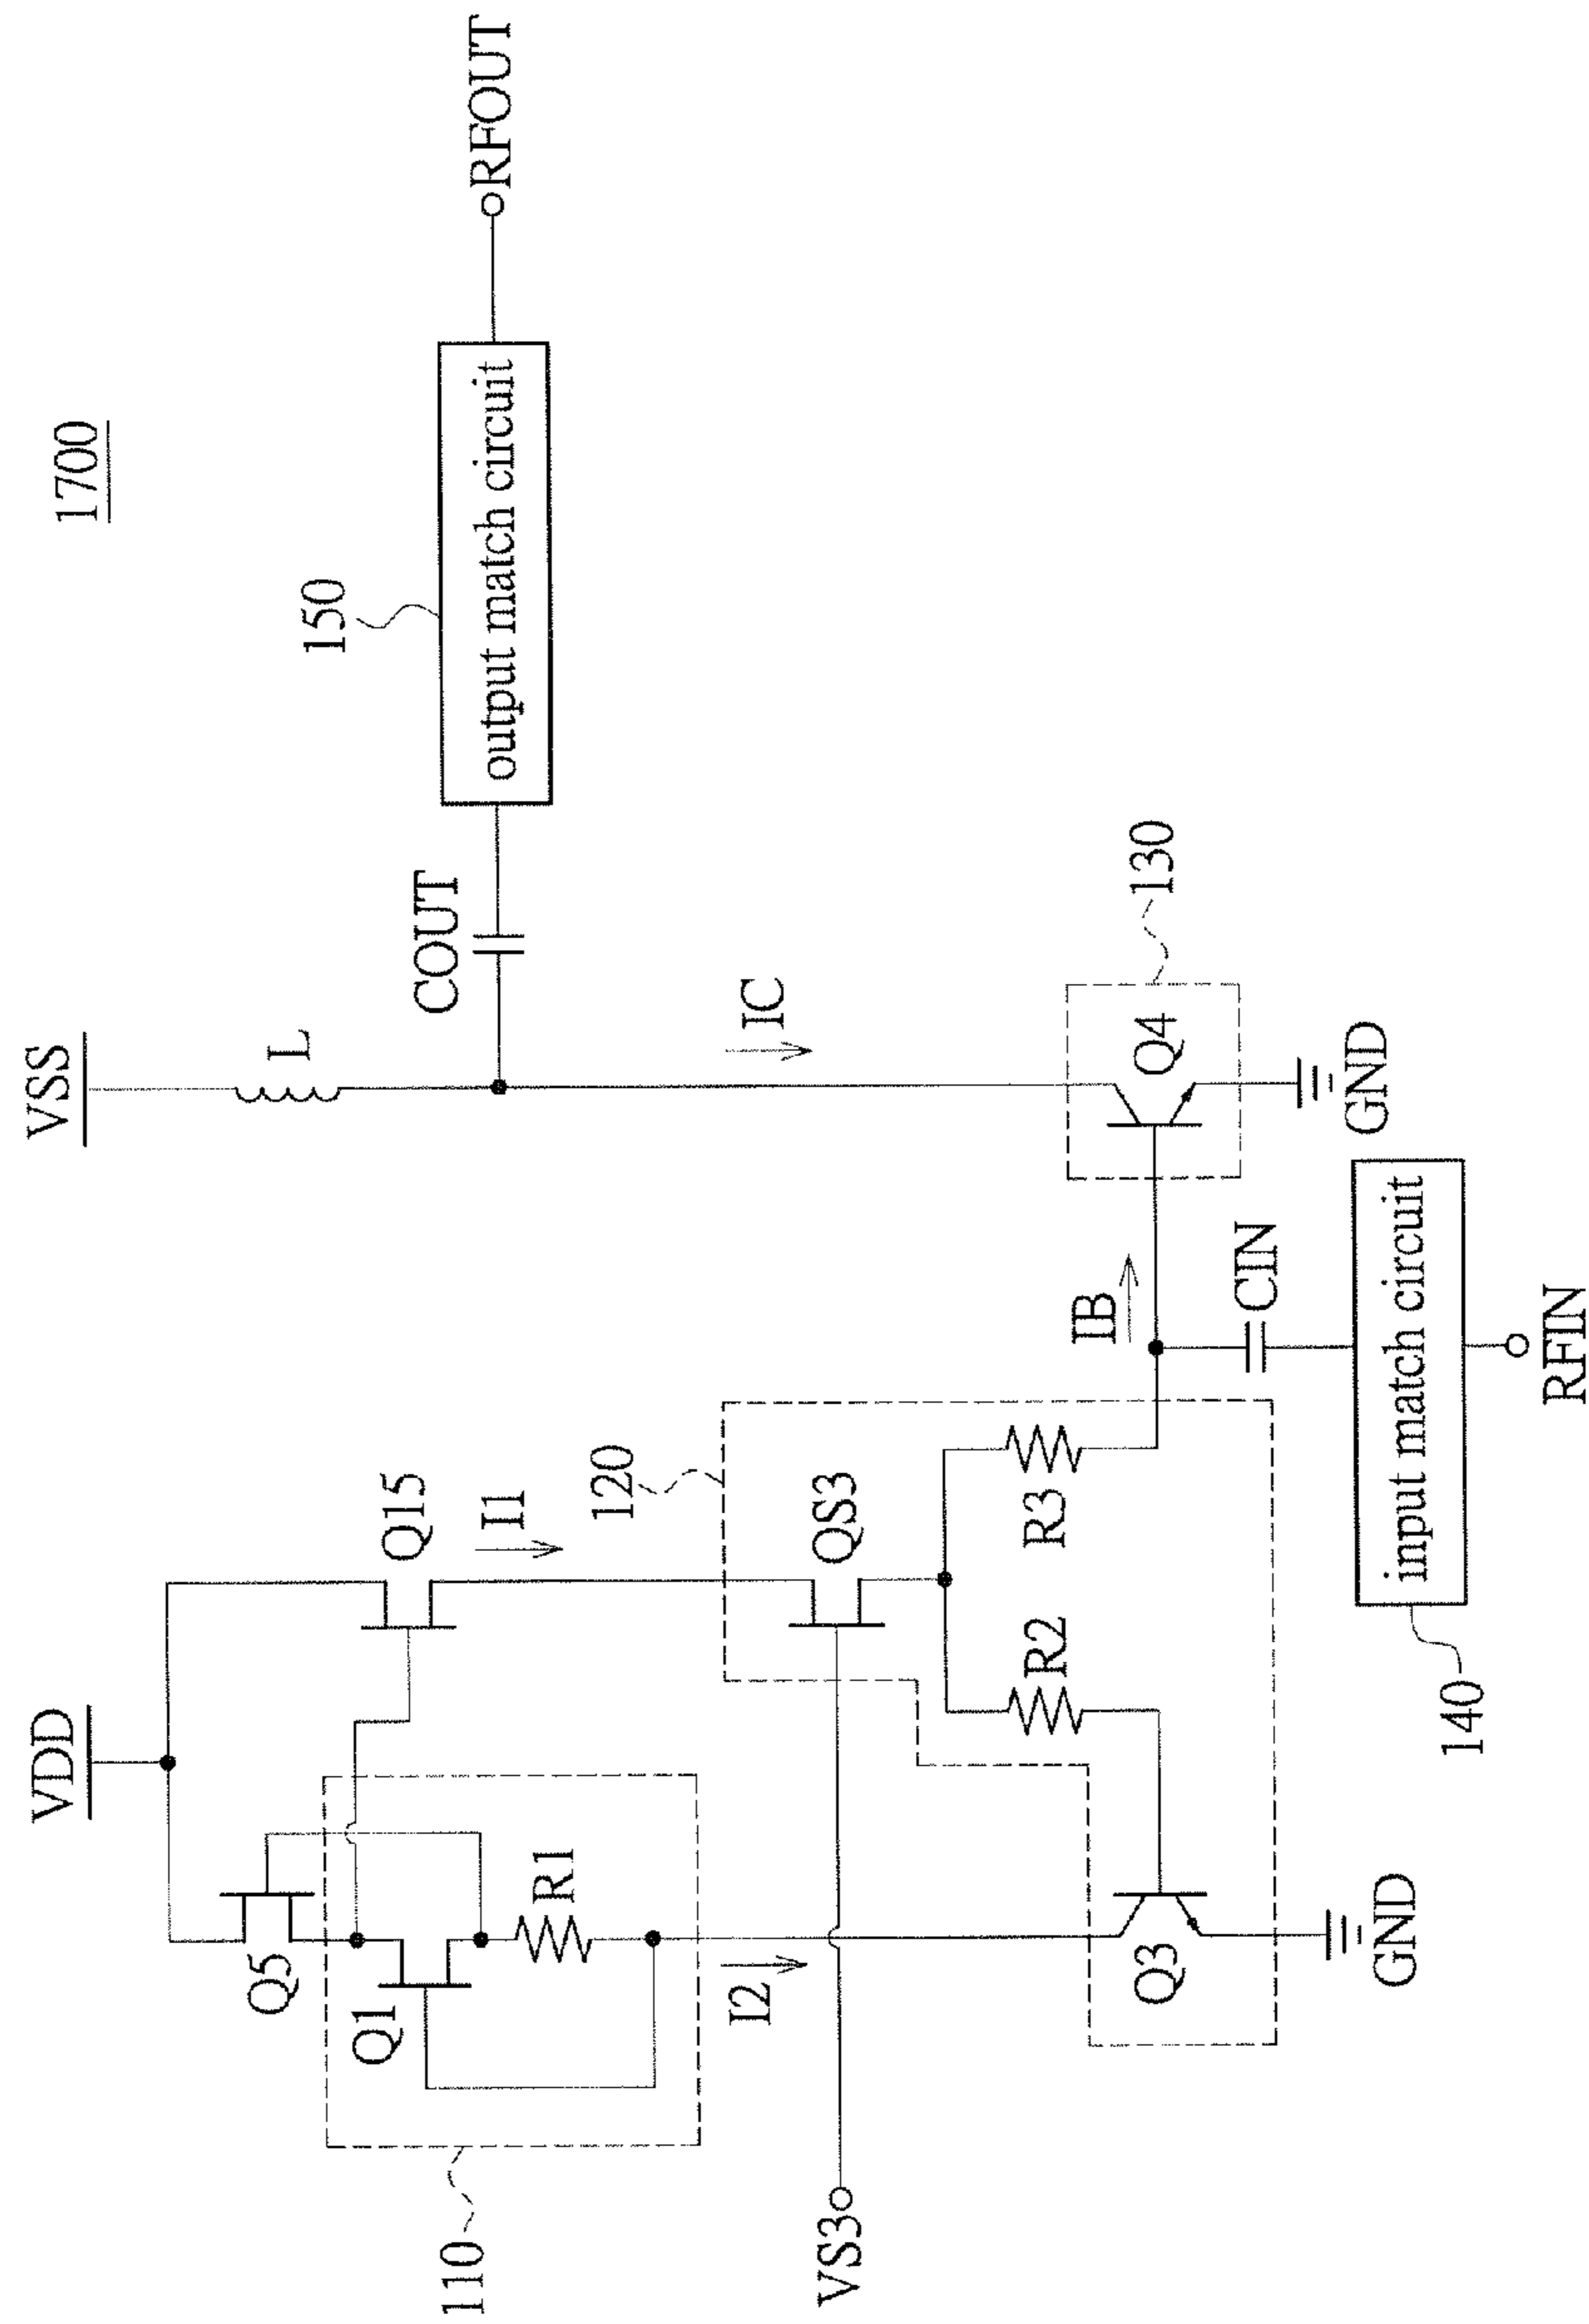 1700
VDD
VSS
Q5
Q15
L
COUT
150
output match circuit
RFOUT
Q1
R1
110
I1
I2
IC
120
VS3
QS3
R2
R3
IB
Q3
Q4
130
CIN
GND
GND
140
input match circuit
RFIN